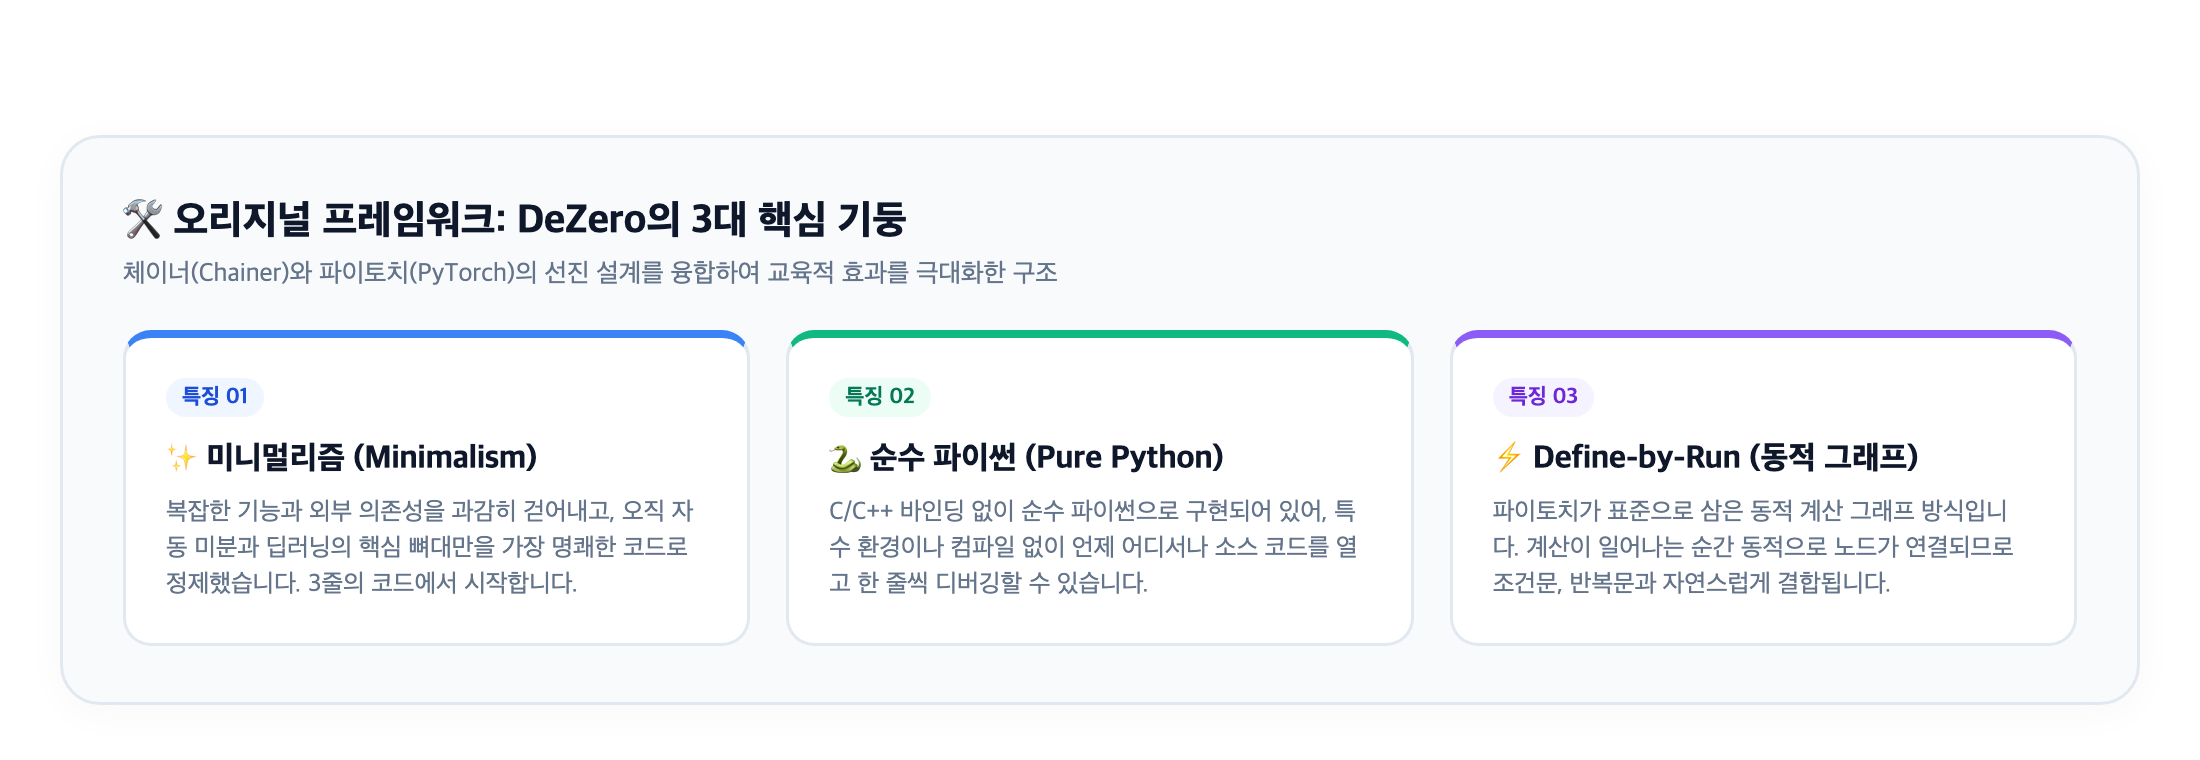 🛠️ 오리지널 프레임워크: DeZero의 3대 핵심 기둥
체이너(Chainer)와 파이토치(PyTorch)의 선진 설계를 융합하여 교육적 효과를 극대화한 구조
특징 01
✨ 미니멀리즘 (Minimalism)
복잡한 기능과 외부 의존성을 과감히 걷어내고, 오직 자
동 미분과 딥러닝의 핵심 뼈대만을 가장 명쾌한 코드로
정제했습니다. 3줄의 코드에서 시작합니다.
특징 02
🐍 순수 파이썬 (Pure Python)
C/C++ 바인딩 없이 순수 파이썬으로 구현되어 있어, 특
수 환경이나 컴파일 없이 언제 어디서나 소스 코드를 열
고 한 줄씩 디버깅할 수 있습니다.
특징 03
⚡ Define-by-Run (동적 그래프)
파이토치가 표준으로 삼은 동적 계산 그래프 방식입니
다. 계산이 일어나는 순간 동적으로 노드가 연결되므로
조건문, 반복문과 자연스럽게 결합됩니다.